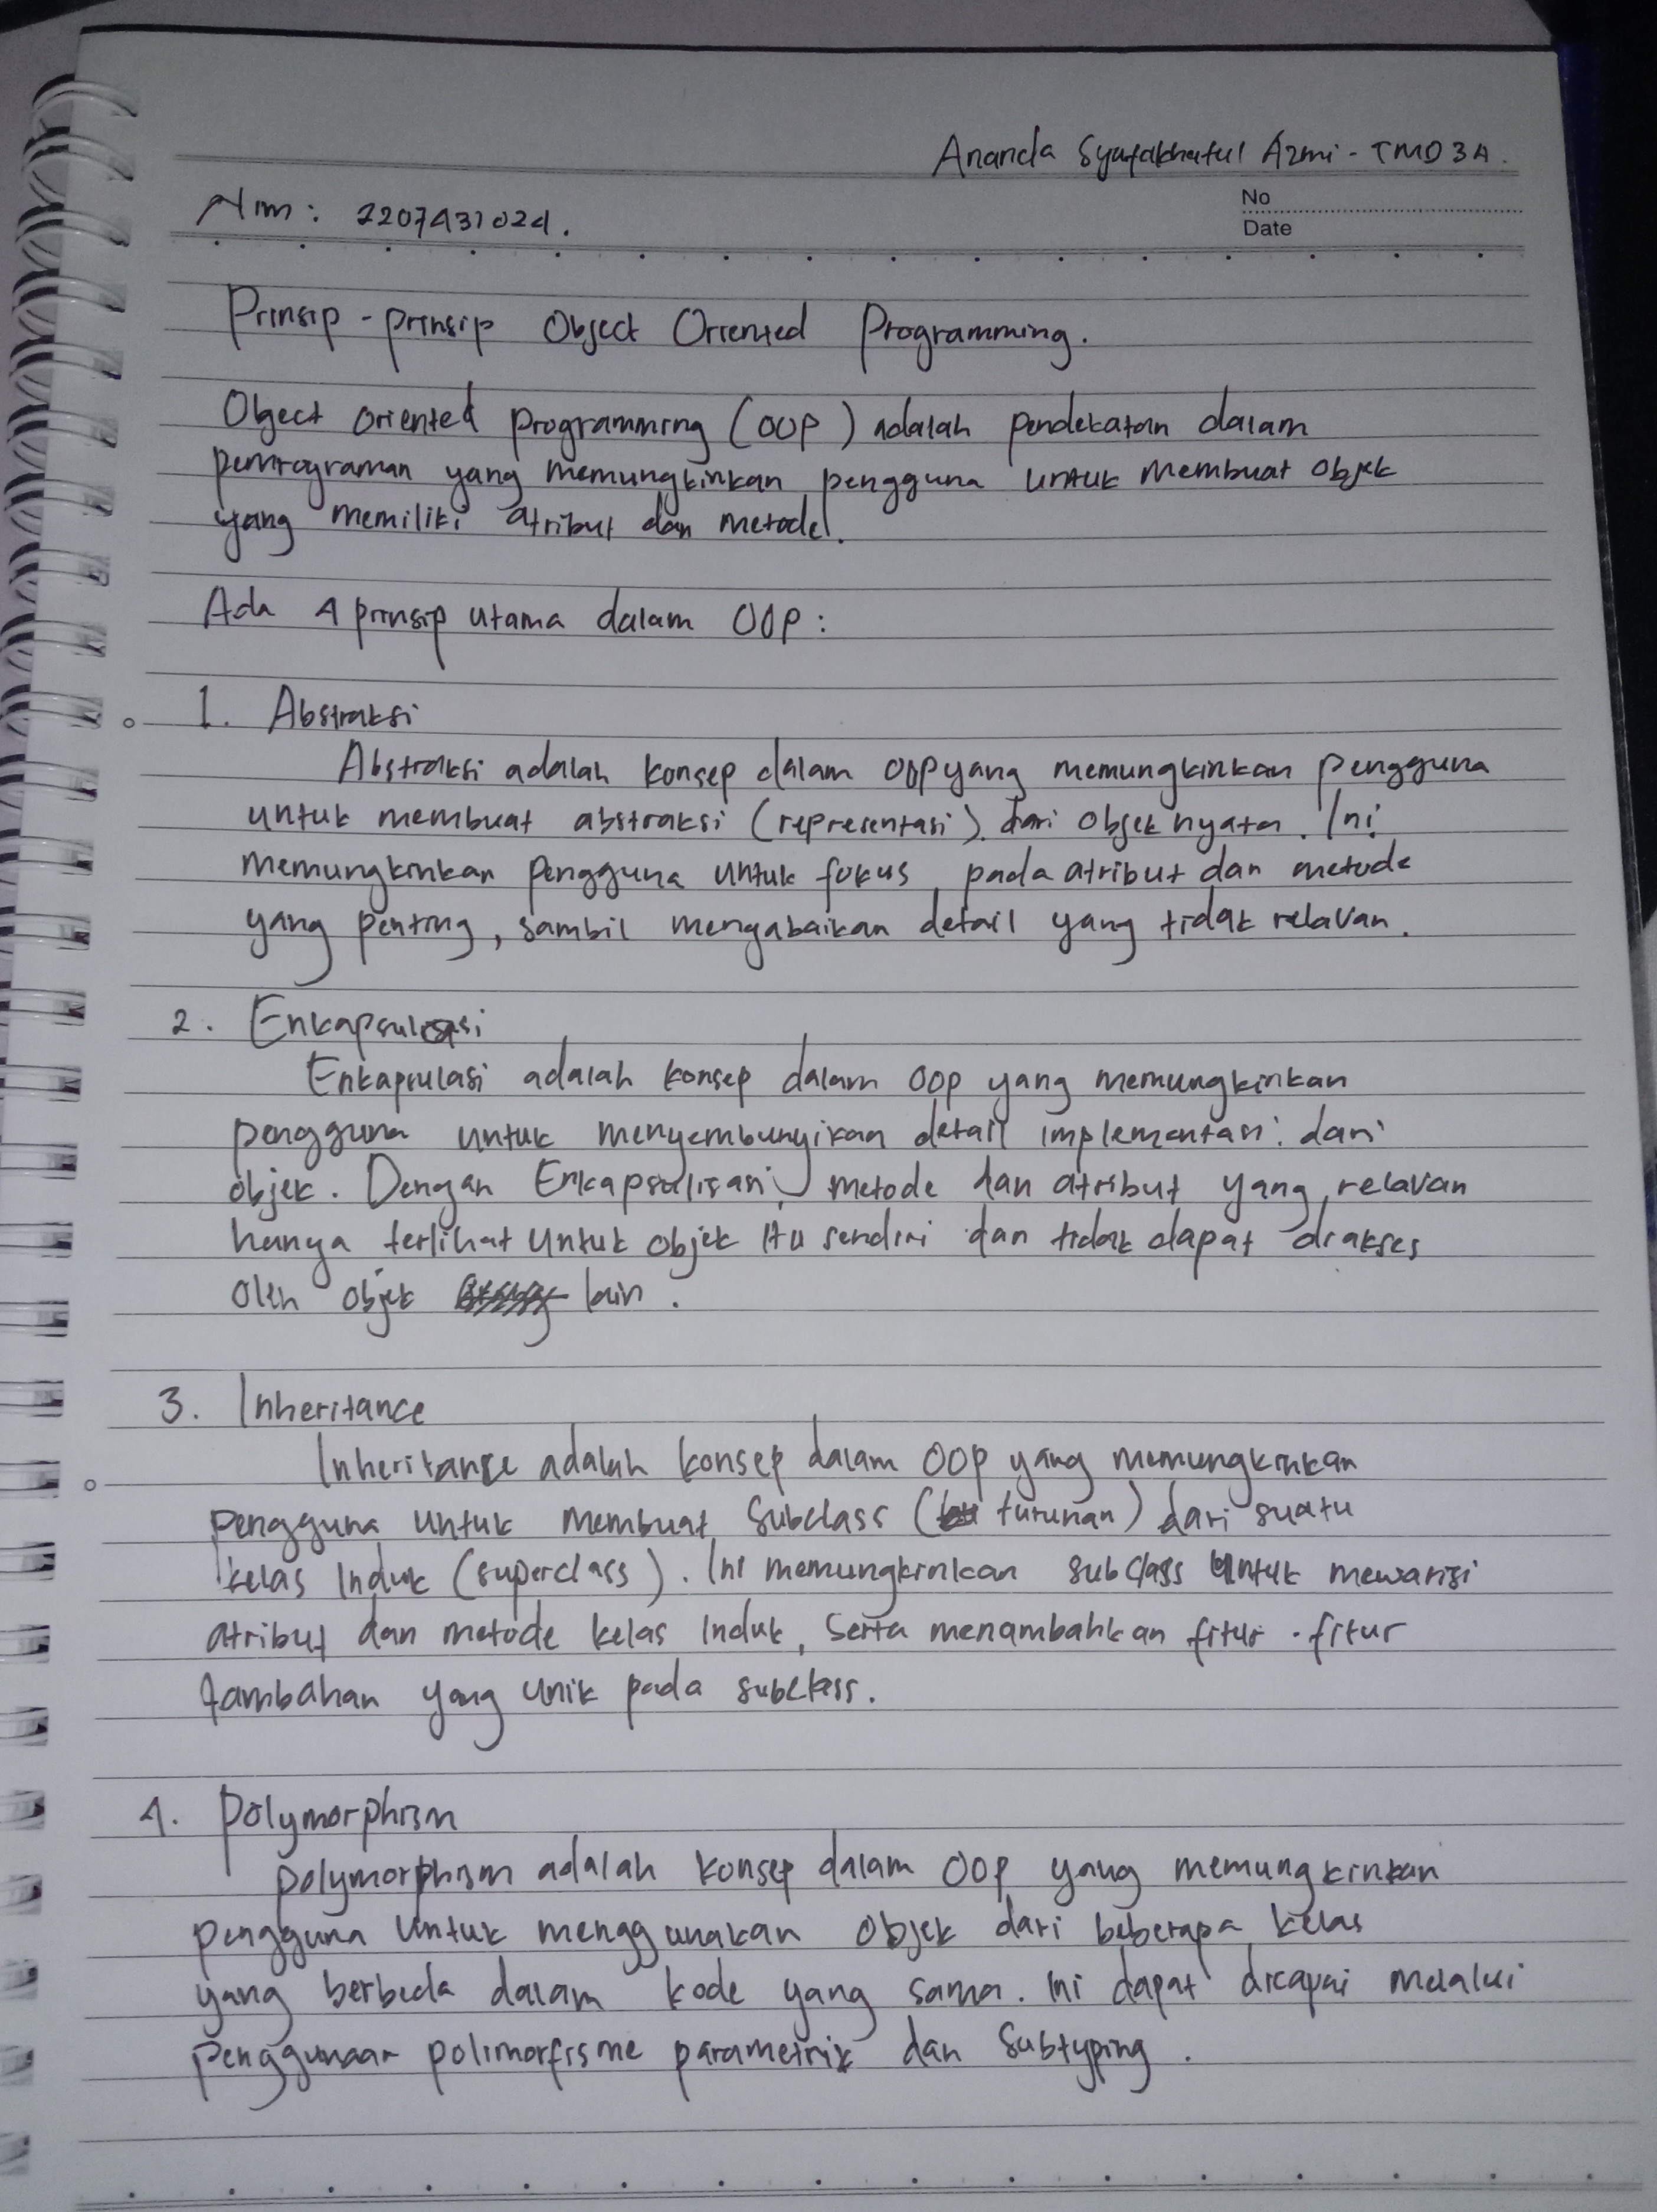 Ananda Syafakhatul Azmi - TMD 3A.
No
Nim: 2207431024.
Date
Prinsip - prinsip Object Oriented Programming.
Object oriented programming (OOP) adalah pendekatan dalam
pemrograman yang memungkinkan pengguna untuk membuat objek
yang memiliki atribut dan metode.
Ada 4 prinsip utama dalam OOP :
1. Abstraksi
Abstraksi adalah konsep dalam OOP yang memungkinkan pengguna
untuk membuat abstraksi (representasi) dari objek nyata. Ini
memungkinkan pengguna untuk fokus pada atribut dan metode
yang penting, sambil mengabaikan detail yang tidak relavan.
2. Enkapsulasi
Enkapsulasi adalah konsep dalam OOP yang memungkinkan
pengguna untuk menyembunyikan detail implementasi dari
objek. Dengan Enkapsulisasi, metode dan atribut yang relavan
hanya terlihat untuk objek itu sendiri dan tidak dapat diakses
oleh objek lain.
3. Inheritance
Inheritance adalah konsep dalam OOP yang memungkinkan
pengguna untuk membuat subclass (turunan) dari suatu
kelas Induk (superclass). Ini memungkinkan subclass untuk mewarisi
atribut dan metode kelas Induk, serta menambahkan fitur-fitur
tambahan yang unik pada subclass.
4. Polymorphism
polymorphism adalah konsep dalam OOP yang memungkinkan
pengguna untuk menggunakan objek dari beberapa kelas
yang berbeda dalam kode yang sama. Ini dapat dicapai melalui
penggunaan polimorfisme parametrik dan subtyping.